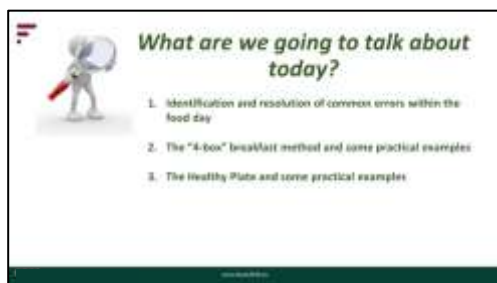 What are we going to talk about
today?
1. Identification and resolution of common errors within the
food day
2. The "4-box" breakfast method and some practical examples
3. The Healthy Plate and some practical examples